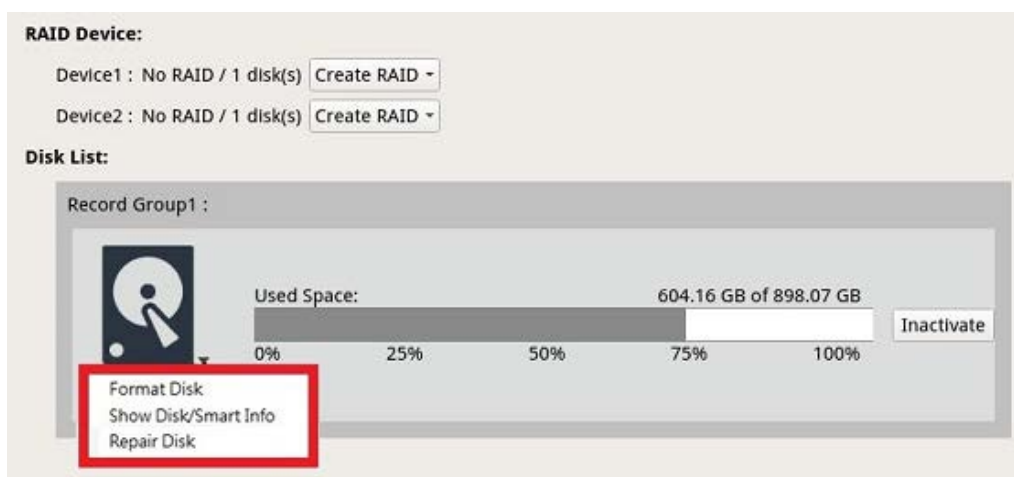 RAID Device:
Device1 : No RAID / 1 disk(s) Create RAID
Device2 : No RAID / 1 disk(s) Create RAID
Disk List:
Record Group1 :
Used Space: 604.16 GB of 898.07 GB
Inactivate
0% 25% 50% 75% 100%
Format Disk
Show Disk/Smart Info
Repair Disk